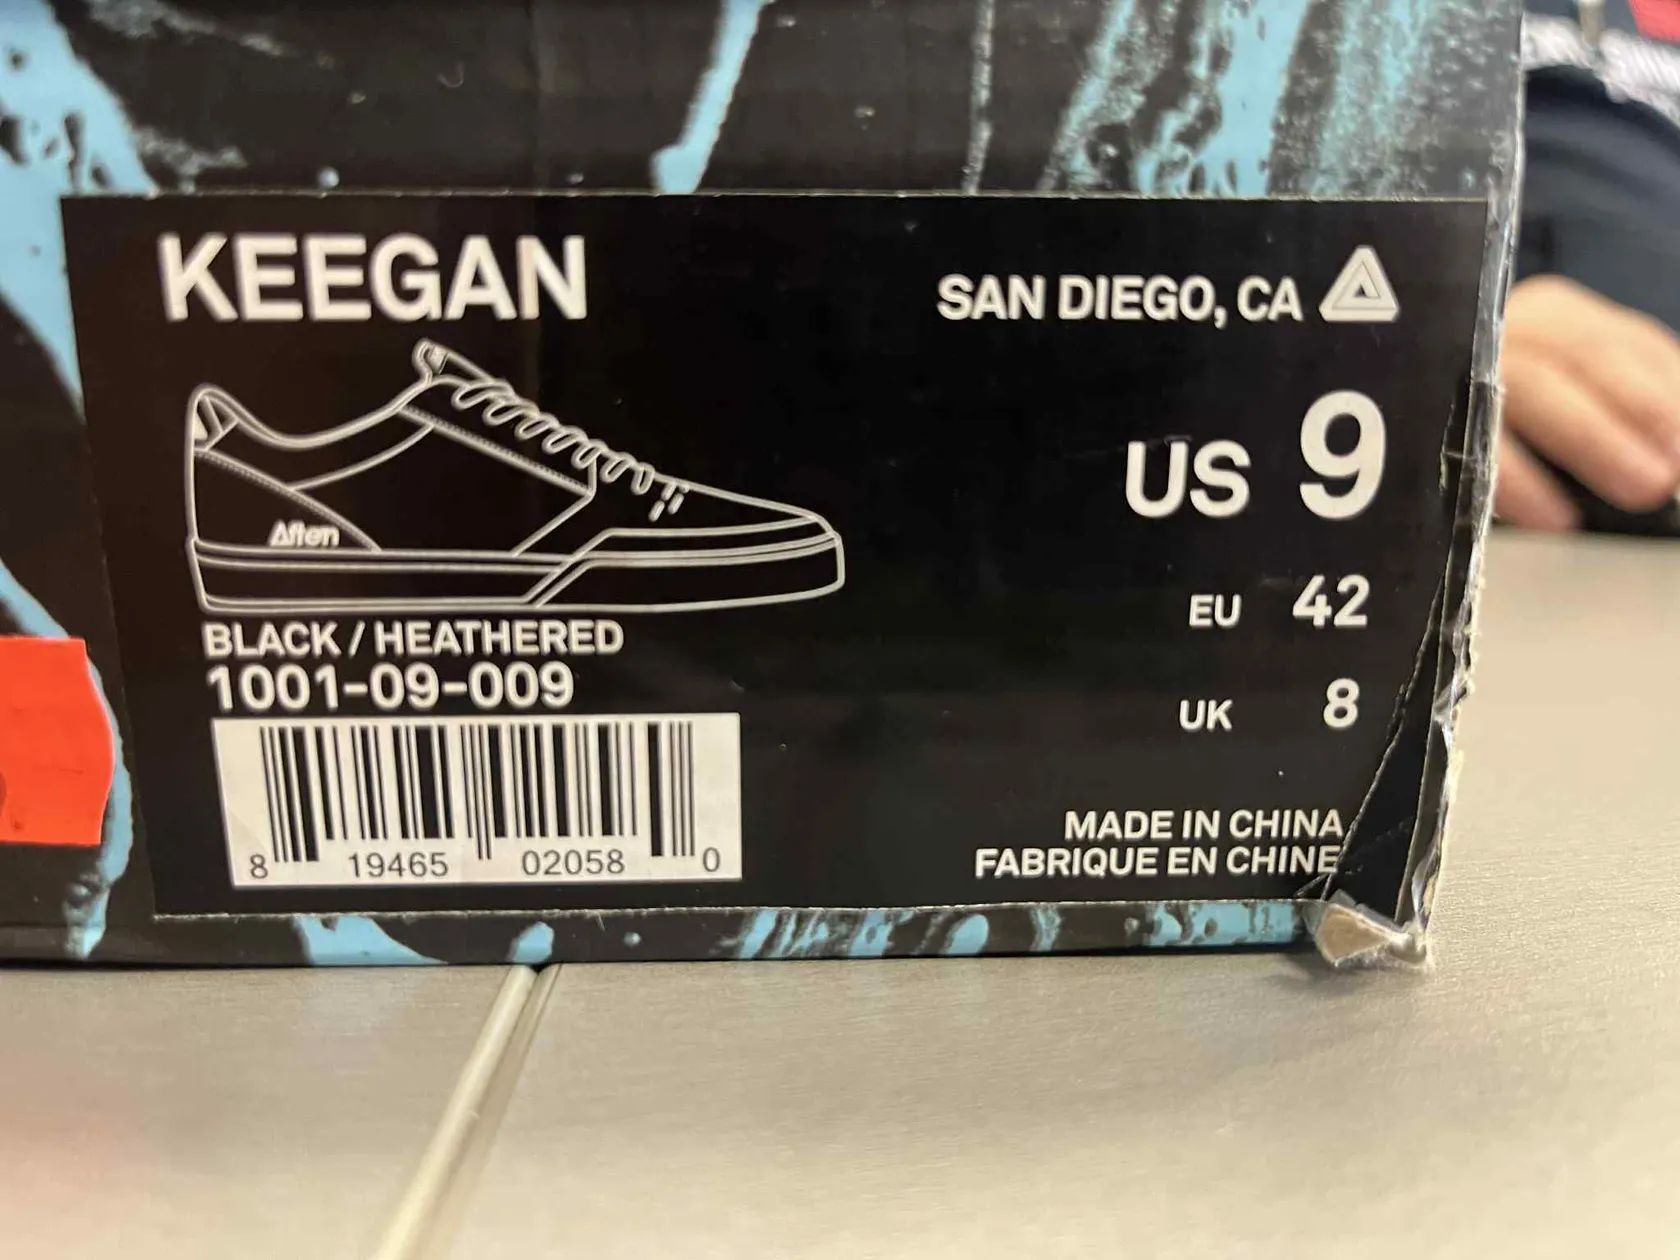 KEEGAN
SAN DIEGO, CA
US 9
EU 42
UK 8
Aften
BLACK / HEATHERED
1001-09-009
8 19465 02058 0
MADE IN CHINA
FABRIQUE EN CHINE